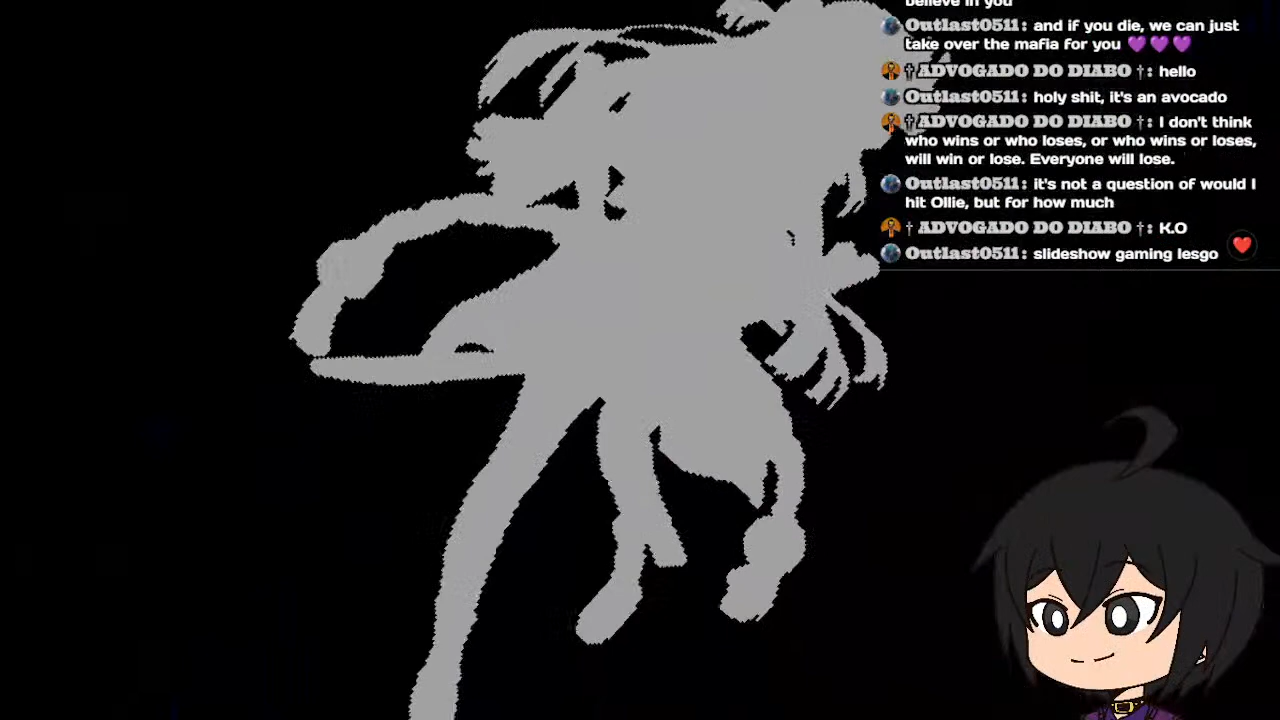 believe in you
Outlast0511: and if you die, we can just
take over the mafia for you 💜💜💜
† ADVOGADO DO DIABO †: hello
Outlast0511: holy shit, it's an avocado
† ADVOGADO DO DIABO †: I don't think
who wins or who loses, or who wins or loses,
will win or lose. Everyone will lose.
Outlast0511: it's not a question of would I
hit Ollie, but for how much
† ADVOGADO DO DIABO †: K.O
Outlast0511: slideshow gaming lesgo